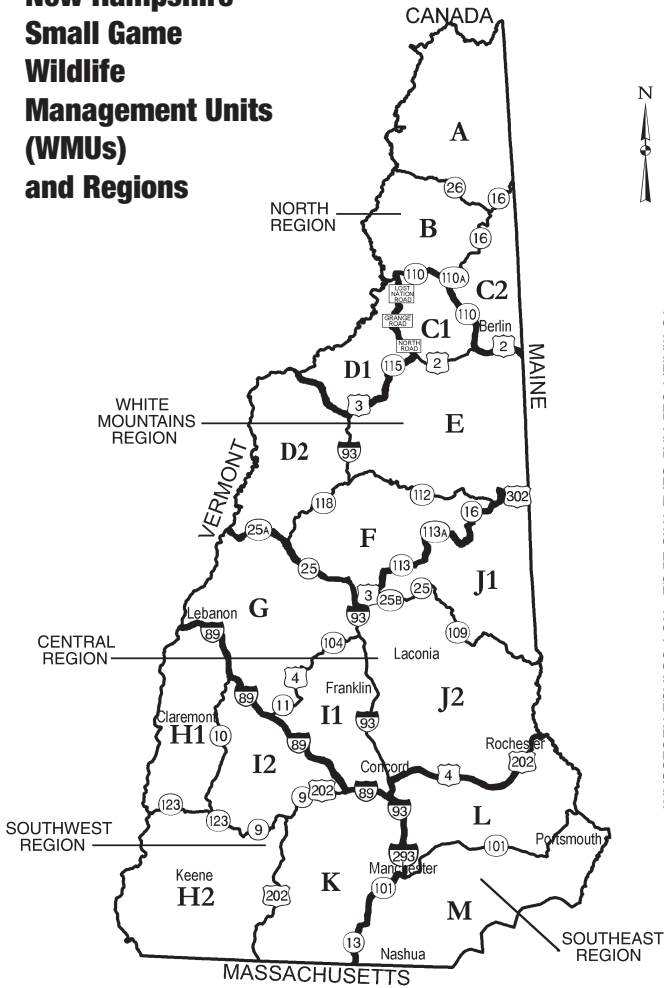 New Hampshire
Small Game
Wildlife
Management Units
(WMUs)
and Regions
CANADA
N
A
26
16
NORTH
REGION
B
16
110
110A
LOST
NATION
ROAD
C2
110
GRANGE
ROAD
C1
Berlin
NORTH
ROAD
2
2
MAINE
D1
115
3
WHITE
MOUNTAINS
REGION
E
D2
93
VERMONT
118
112
302
16
25A
F
113A
25
113
J1
3
25B
25
G
93
Lebanon
89
109
104
CENTRAL
REGION
Laconia
4
Franklin
89
J2
11
I1
93
Claremont
H1
10
89
Rochester
202
I2
Concord
4
9
202
89
123
123
9
93
L
SOUTHWEST
REGION
101
Portsmouth
293
Manchester
Keene
H2
K
101
202
M
13
Nashua
SOUTHEAST
REGION
MASSACHUSETTS